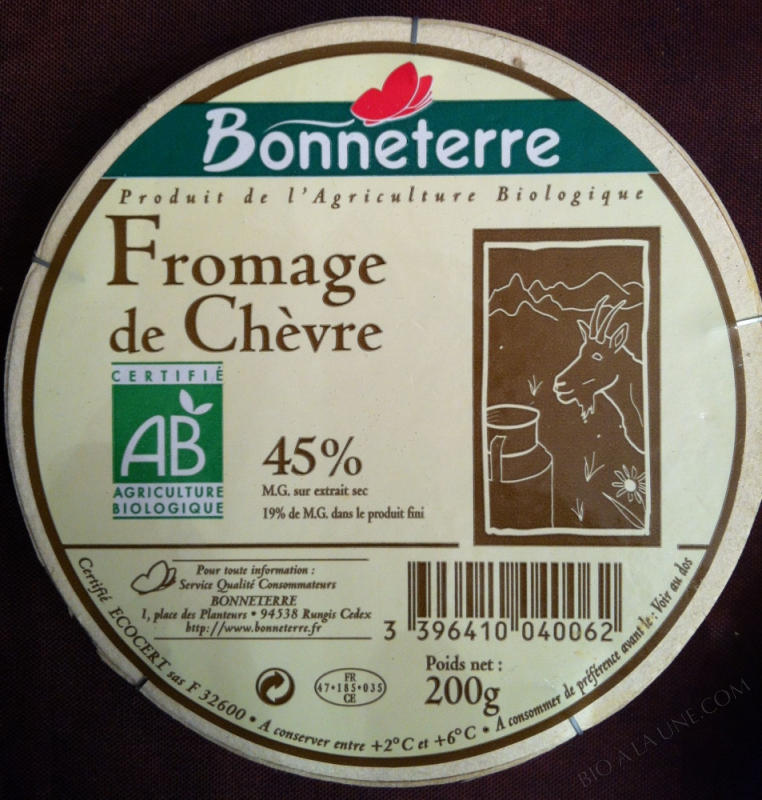 Bonneterre
Produit de l'Agriculture Biologique
Fromage
de Chèvre
CERTIFIÉ
AB
AGRICULTURE
BIOLOGIQUE
45%
M.G. sur extrait sec
19% de M.G. dans le produit fini
Pour toute information :
Service Qualité Consommateurs
BONNETERRE
1, place des Planteurs • 94538 Rungis Cedex
http://www.bonneterre.fr
3 396410 040062
Poids net :
200g
FR
47•185•035
CE
Certifié ECOCERT sas F 32600 • A conserver entre +2°C et +6°C • A consommer de préférence avant le : Voir au dos
BIO A LA UNE.COM